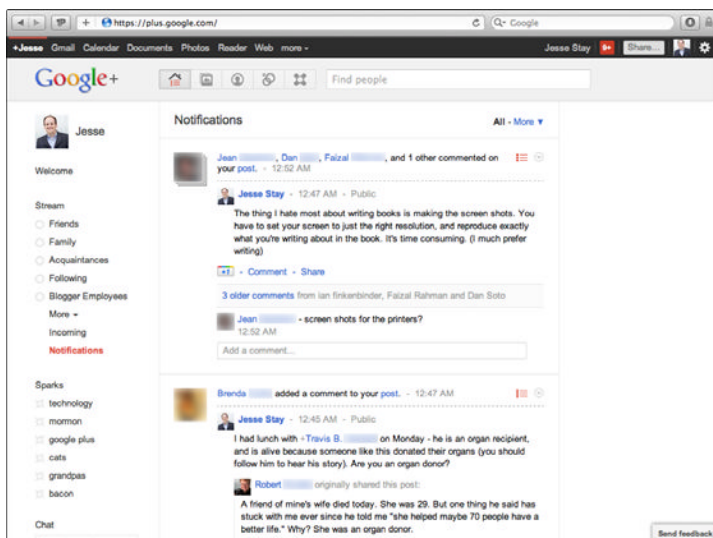 https://plus.google.com/
Google
+Jesse Gmail Calendar Documents Photos Reader Web more
Jesse Stay 9+ Share...
Google+
Find people
Jesse
Welcome
Stream
Friends
Family
Acquaintances
Following
Blogger Employees
More
Incoming
Notifications
Sparks
technology
mormon
google plus
cats
grandpas
bacon
Chat
Notifications
All - More ▼
Jean , Dan , Faizal , and 1 other commented on
your post. - 12:52 AM
Jesse Stay - 12:47 AM - Public
The thing I hate most about writing books is making the screen shots. You
have to set your screen to just the right resolution, and reproduce exactly
what you're writing about in the book. It's time consuming. (I much prefer
writing)
+1 - Comment - Share
3 older comments from ian finkenbinder, Faizal Rahman and Dan Soto
Jean - screen shots for the printers?
12:52 AM
Add a comment...
Brenda added a comment to your post. - 12:47 AM
Jesse Stay - 12:45 AM - Public
I had lunch with +Travis B. on Monday - he is an organ recipient,
and is alive because someone like this donated their organs (you should
follow him to hear his story). Are you an organ donor?
Robert originally shared this post:
A friend of mine's wife died today. She was 29. But one thing he said has
stuck with me ever since he told me "she helped maybe 70 people have a
better life." Why? She was an organ donor.
Send feedback